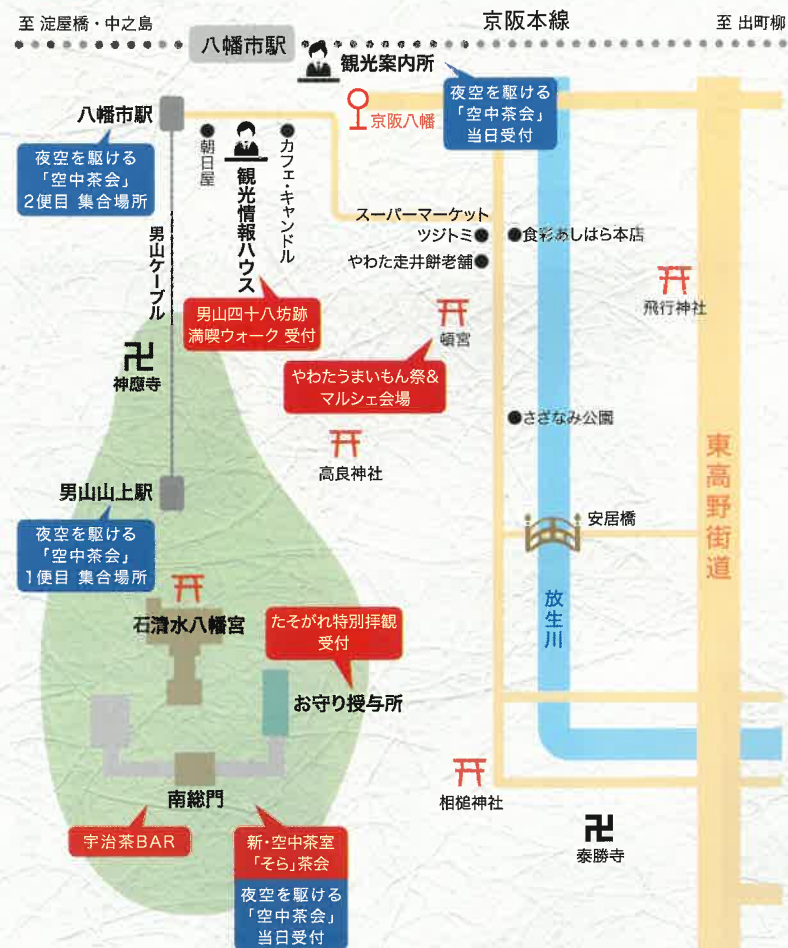 至 淀屋橋・中之島
八幡市駅
京阪本線
至 出町柳
観光案内所
夜空を駆ける
「空中茶会」
当日受付
京阪八幡
八幡市駅
夜空を駆ける
「空中茶会」
2便目 集合場所
朝日屋
観光情報ハウス
カフェ・キャンドル
男山ケーブル
スーパーマーケット
ツジトミ
食彩あしはら本店
やわた走井餅老舗
飛行神社
男山四十八坊跡
満喫ウォーク 受付
頓宮
やわたうまいもん祭&
マルシェ会場
神應寺
さざなみ公園
高良神社
東高野街道
男山山上駅
夜空を駆ける
「空中茶会」
1便目 集合場所
安居橋
放生川
石清水八幡宮
たそがれ特別拝観
受付
お守り授与所
南総門
相槌神社
泰勝寺
宇治茶BAR
新・空中茶室
「そら」茶会
夜空を駆ける
「空中茶会」
当日受付